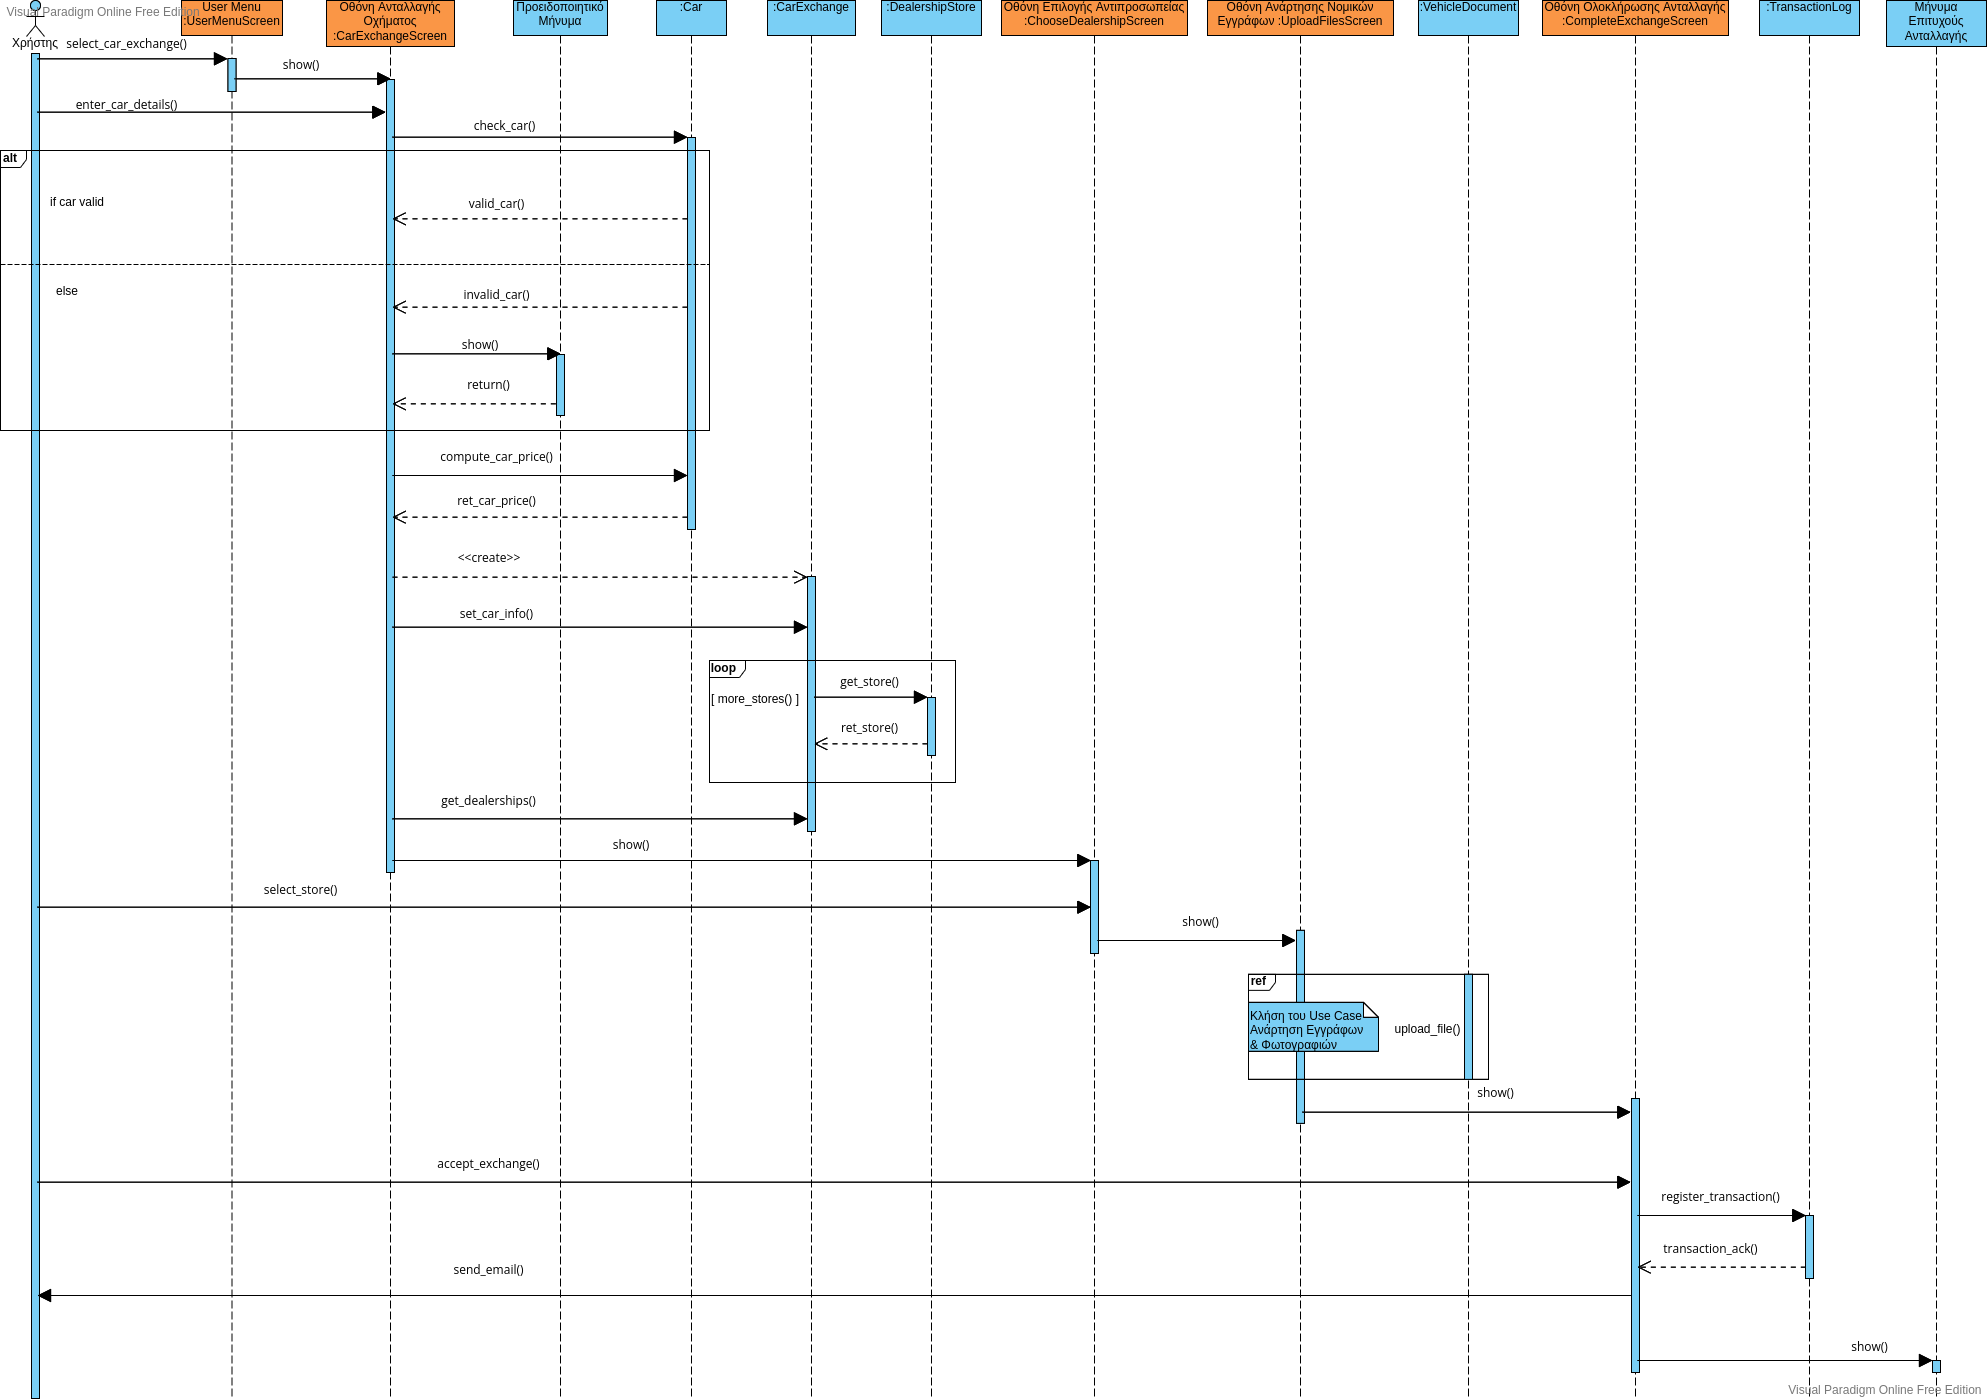 Visual Paradigm Online Free Edition
Χρήστης
User Menu
:UserMenuScreen
Οθόνη Ανταλλαγής
Οχήματος
:CarExchangeScreen
Προειδοποιητικό
Μήνυμα
:Car
:CarExchange
:DealershipStore
Οθόνη Επιλογής Αντιπροσωπείας
:ChooseDealershipScreen
Οθόνη Ανάρτησης Νομικών
Εγγράφων :UploadFilesScreen
:VehicleDocument
Οθόνη Ολοκλήρωσης Ανταλλαγής
:CompleteExchangeScreen
:TransactionLog
Μήνυμα
Επιτυχούς
Ανταλλαγής
select_car_exchange()
show()
enter_car_details()
check_car()
alt
if car valid
valid_car()
else
invalid_car()
show()
return()
compute_car_price()
ret_car_price()
<<create>>
set_car_info()
loop
[ more_stores() ]
get_store()
ret_store()
get_dealerships()
show()
select_store()
show()
ref
Κλήση του Use Case
Ανάρτηση Εγγράφων
& Φωτογραφιών
upload_file()
show()
accept_exchange()
register_transaction()
transaction_ack()
send_email()
show()
Visual Paradigm Online Free Edition